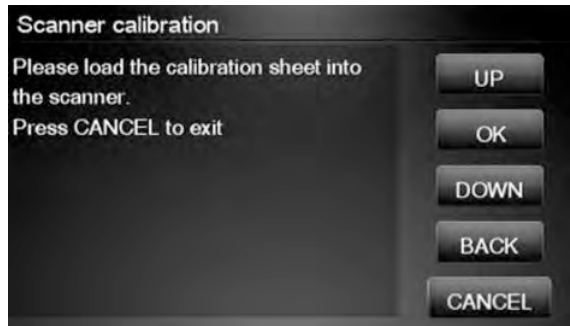 Scanner calibration
Please load the calibration sheet into
the scanner.
Press CANCEL to exit
UP
OK
DOWN
BACK
CANCEL